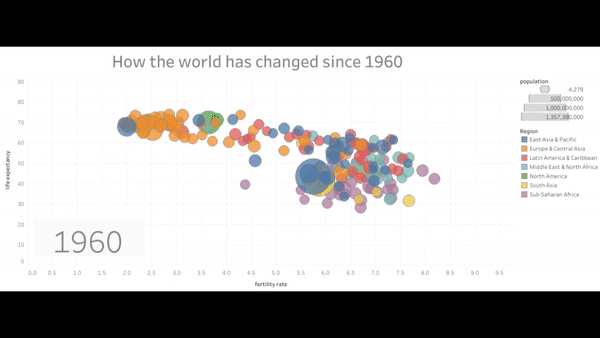 How the world has changed since 1960
population
4,279
500,000,000
1,000,000,000
1,357,380,000
Region
East Asia & Pacific
Europe & Central Asia
Latin America & Caribbean
Middle East & North Africa
North America
South Asia
Sub-Saharan Africa
life expectancy
90
80
70
60
50
40
30
20
10
0
1960
0.0 0.5 1.0 1.5 2.0 2.5 3.0 3.5 4.0 4.5 5.0 5.5 6.0 6.5 7.0 7.5 8.0 8.5 9.0 9.5
fertility rate